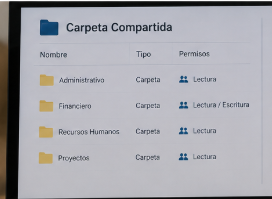 Carpeta Compartida
Nombre Tipo Permisos
Administrativo Carpeta Lectura
Financiero Carpeta Lectura / Escritura
Recursos Humanos Carpeta Lectura
Proyectos Carpeta Lectura